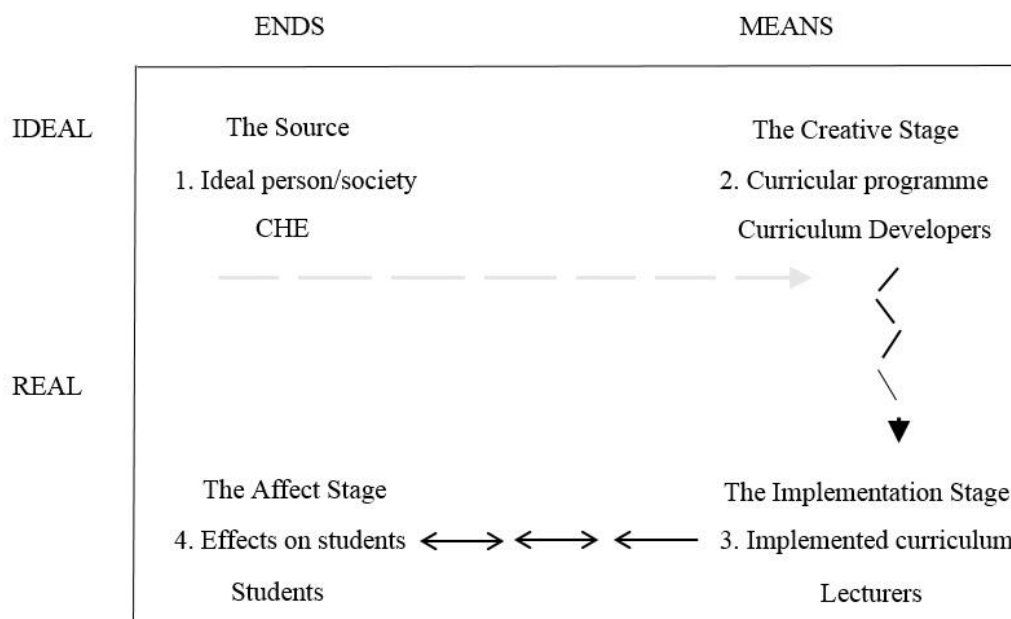 ENDS MEANS
IDEAL
The Source
The Creative Stage
1. Ideal person/society
2. Curricular programme
CHE
Curriculum Developers
REAL
The Affect Stage
The Implementation Stage
4. Effects on students
3. Implemented curriculum
Students
Lecturers